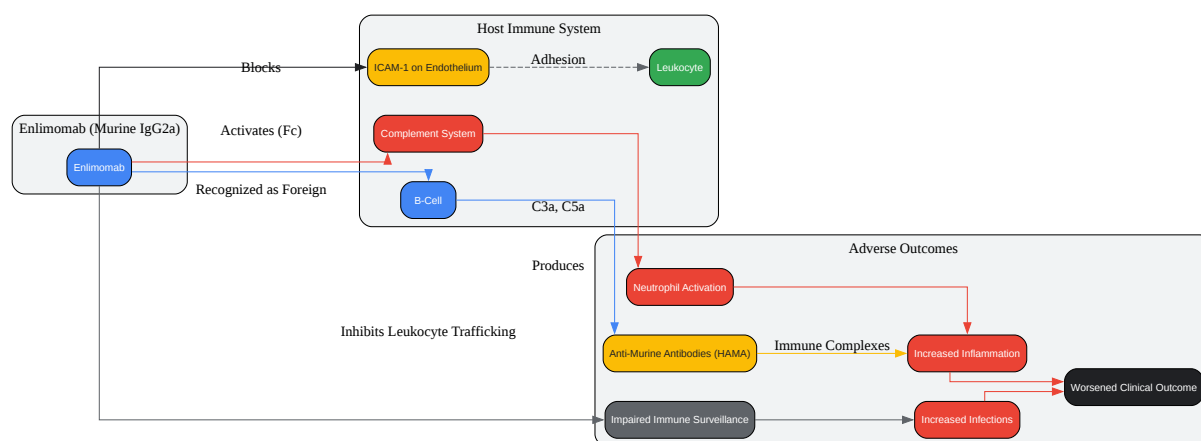 Host Immune System
Blocks
ICAM-1 on Endothelium
Adhesion
Leukocyte
Enlimomab (Murine IgG2a)
Activates (Fc)
Complement System
Enlimomab
Recognized as Foreign
B-Cell
C3a, C5a
Adverse Outcomes
Produces
Neutrophil Activation
Inhibits Leukocyte Trafficking
Anti-Murine Antibodies (HAMA)
Immune Complexes
Increased Inflammation
Worsened Clinical Outcome
Impaired Immune Surveillance
Increased Infections